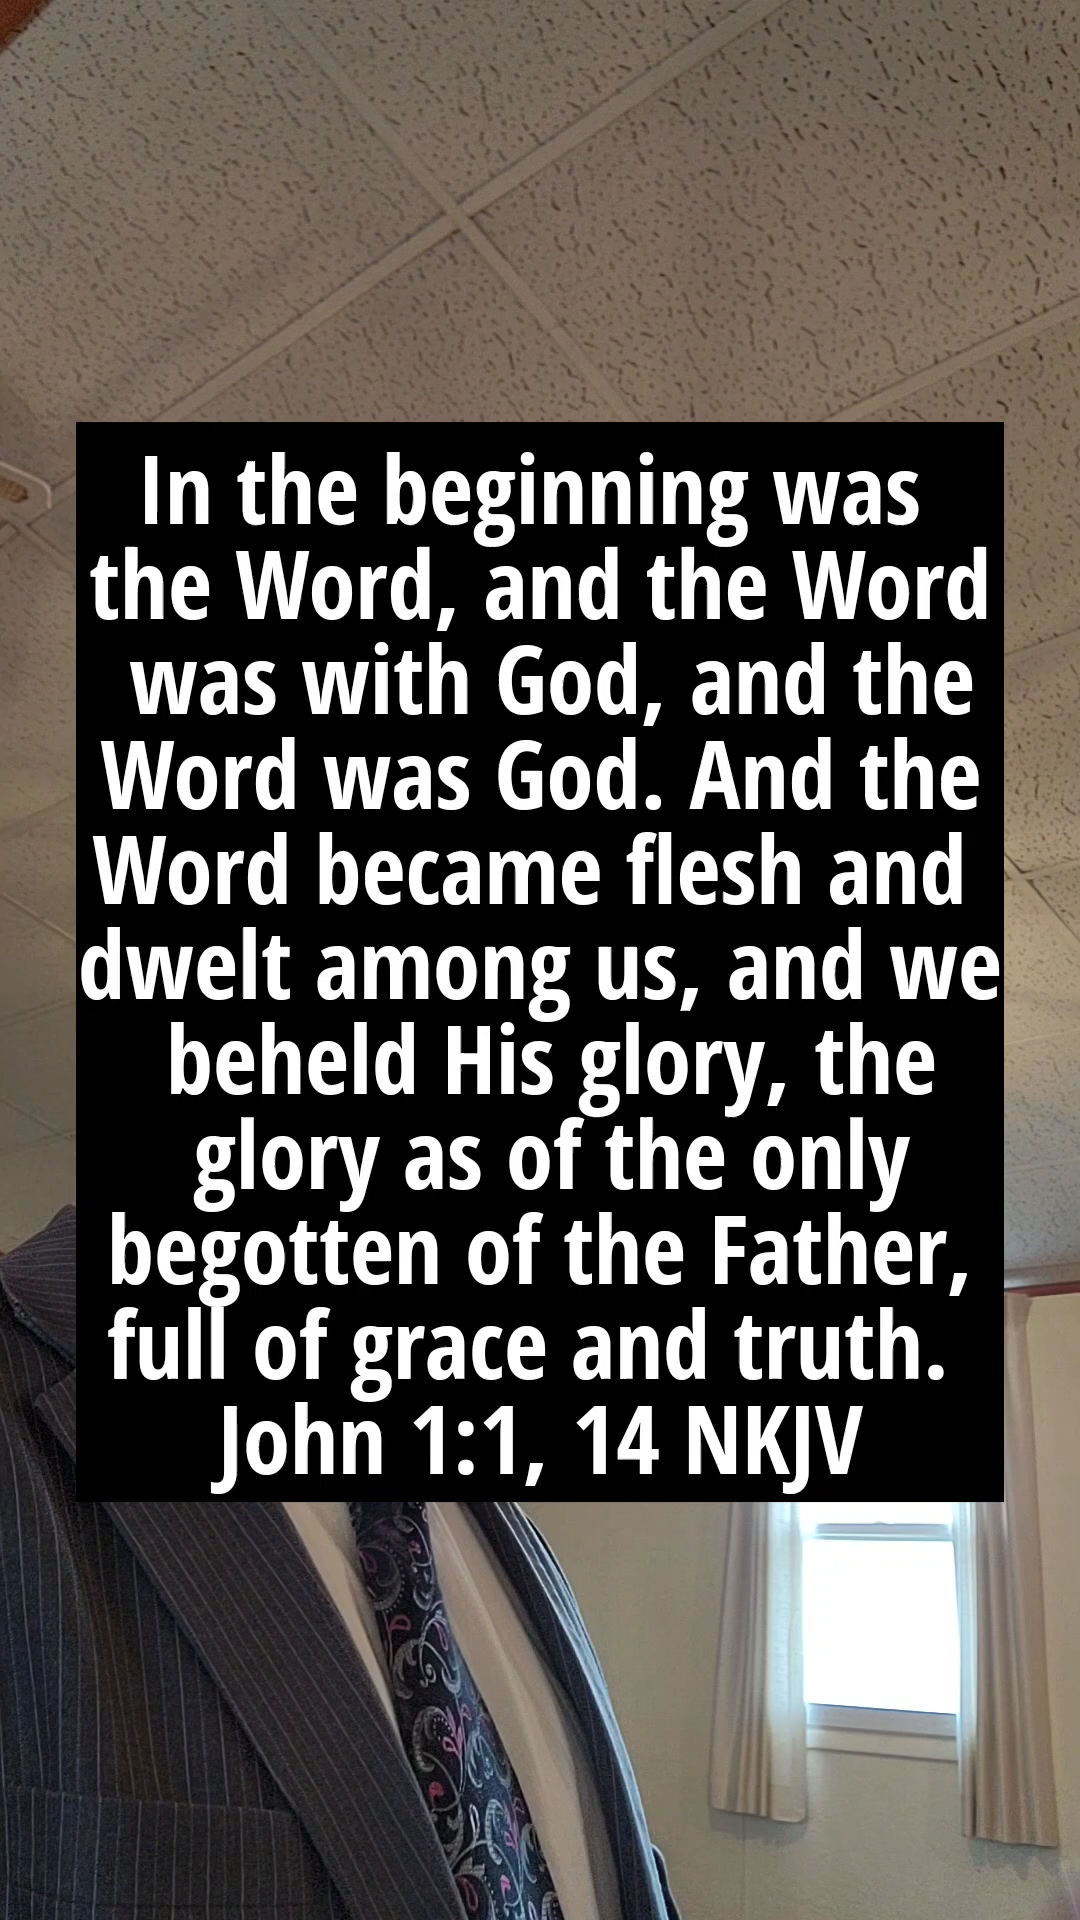 In the beginning was
the Word, and the Word
was with God, and the
Word was God. And the
Word became flesh and
dwelt among us, and we
beheld His glory, the
glory as of the only
begotten of the Father,
full of grace and truth.
John 1:1, 14 NKJV